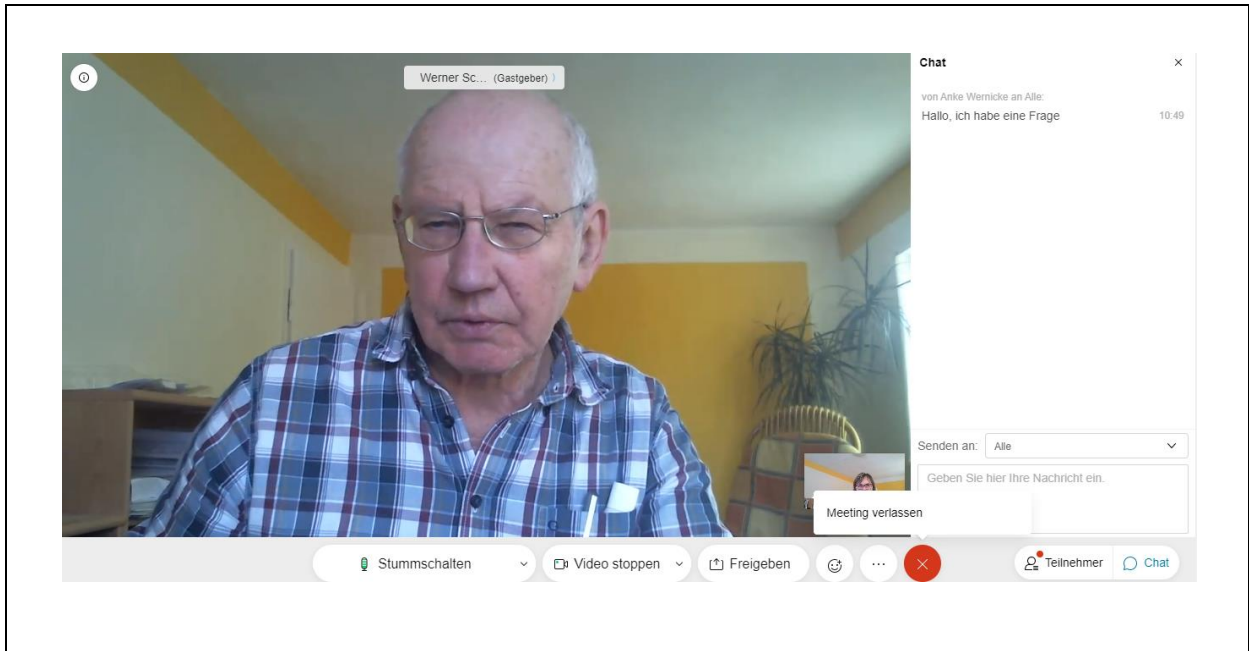 Werner Sc... (Gastgeber)
Chat
von Anke Wernicke an Alle:
Hallo, ich habe eine Frage 10:49
Senden an: Alle
Geben Sie hier Ihre Nachricht ein.
Meeting verlassen
Stummschalten
Video stoppen
Freigeben
Teilnehmer
Chat